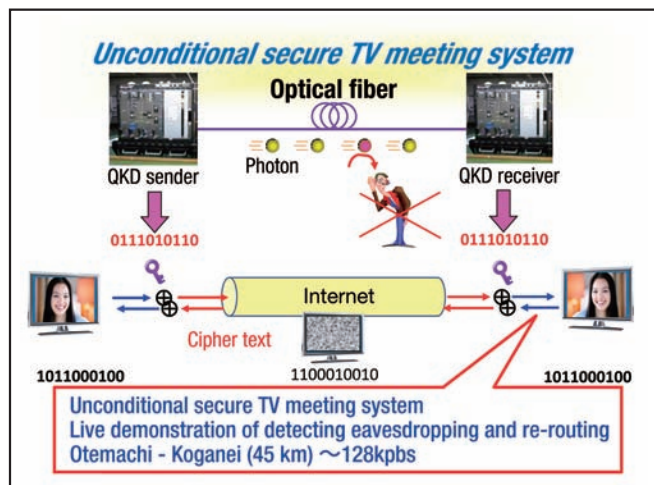 Unconditional secure TV meeting system
Optical fiber
Photon
QKD sender
QKD receiver
0111010110
0111010110
Internet
Cipher text
1011000100
1100010010
1011000100
Unconditional secure TV meeting system
Live demonstration of detecting eavesdropping and re-routing
Otemachi - Koganei (45 km) ～128kpbs